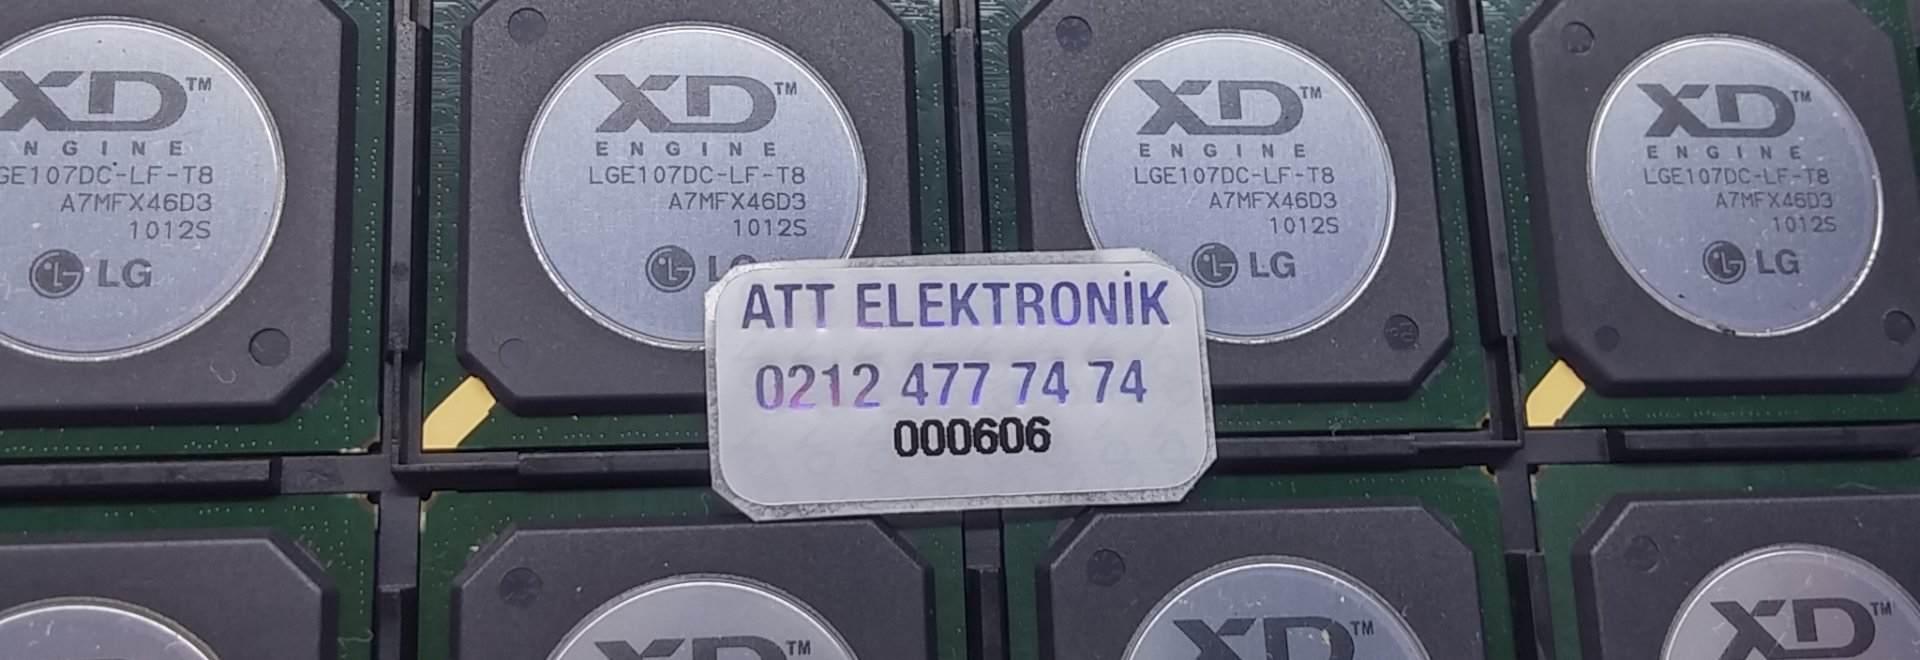 XD™
ENGINE
LGE107DC-LF-T8
A7MFX46D3
1012S
LG
XD™
ENGINE
LGE107DC-LF-T8
A7MFX46D3
1012S
LG
XD™
ENGINE
LGE107DC-LF-T8
A7MFX46D3
1012S
LG
XD™
ENGINE
LGE107DC-LF-T8
A7MFX46D3
1012S
LG
ATT ELEKTRONİK
0212 477 74 74
000606
XD™
XD™
XD™